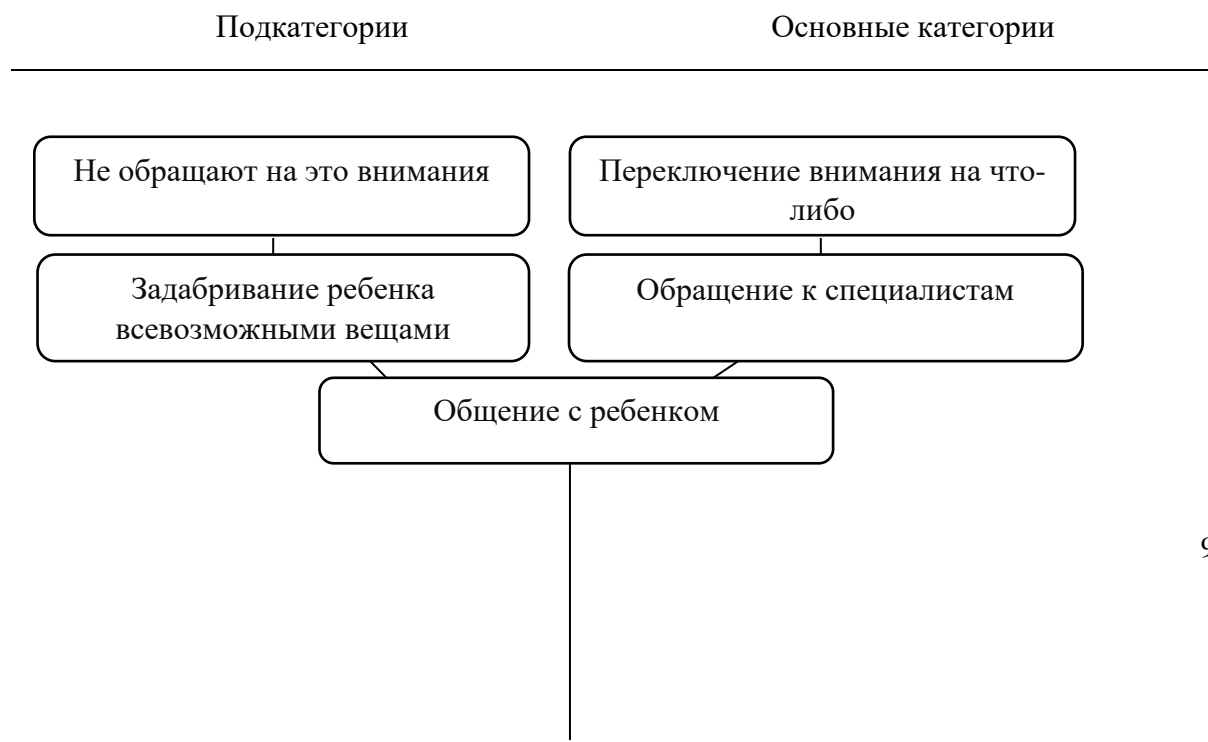 Подкатегории Основные категории
Не обращают на это внимания
Переключение внимания на что-
либо
Задабривание ребенка
всевозможными вещами
Обращение к специалистам
Общение с ребенком
9